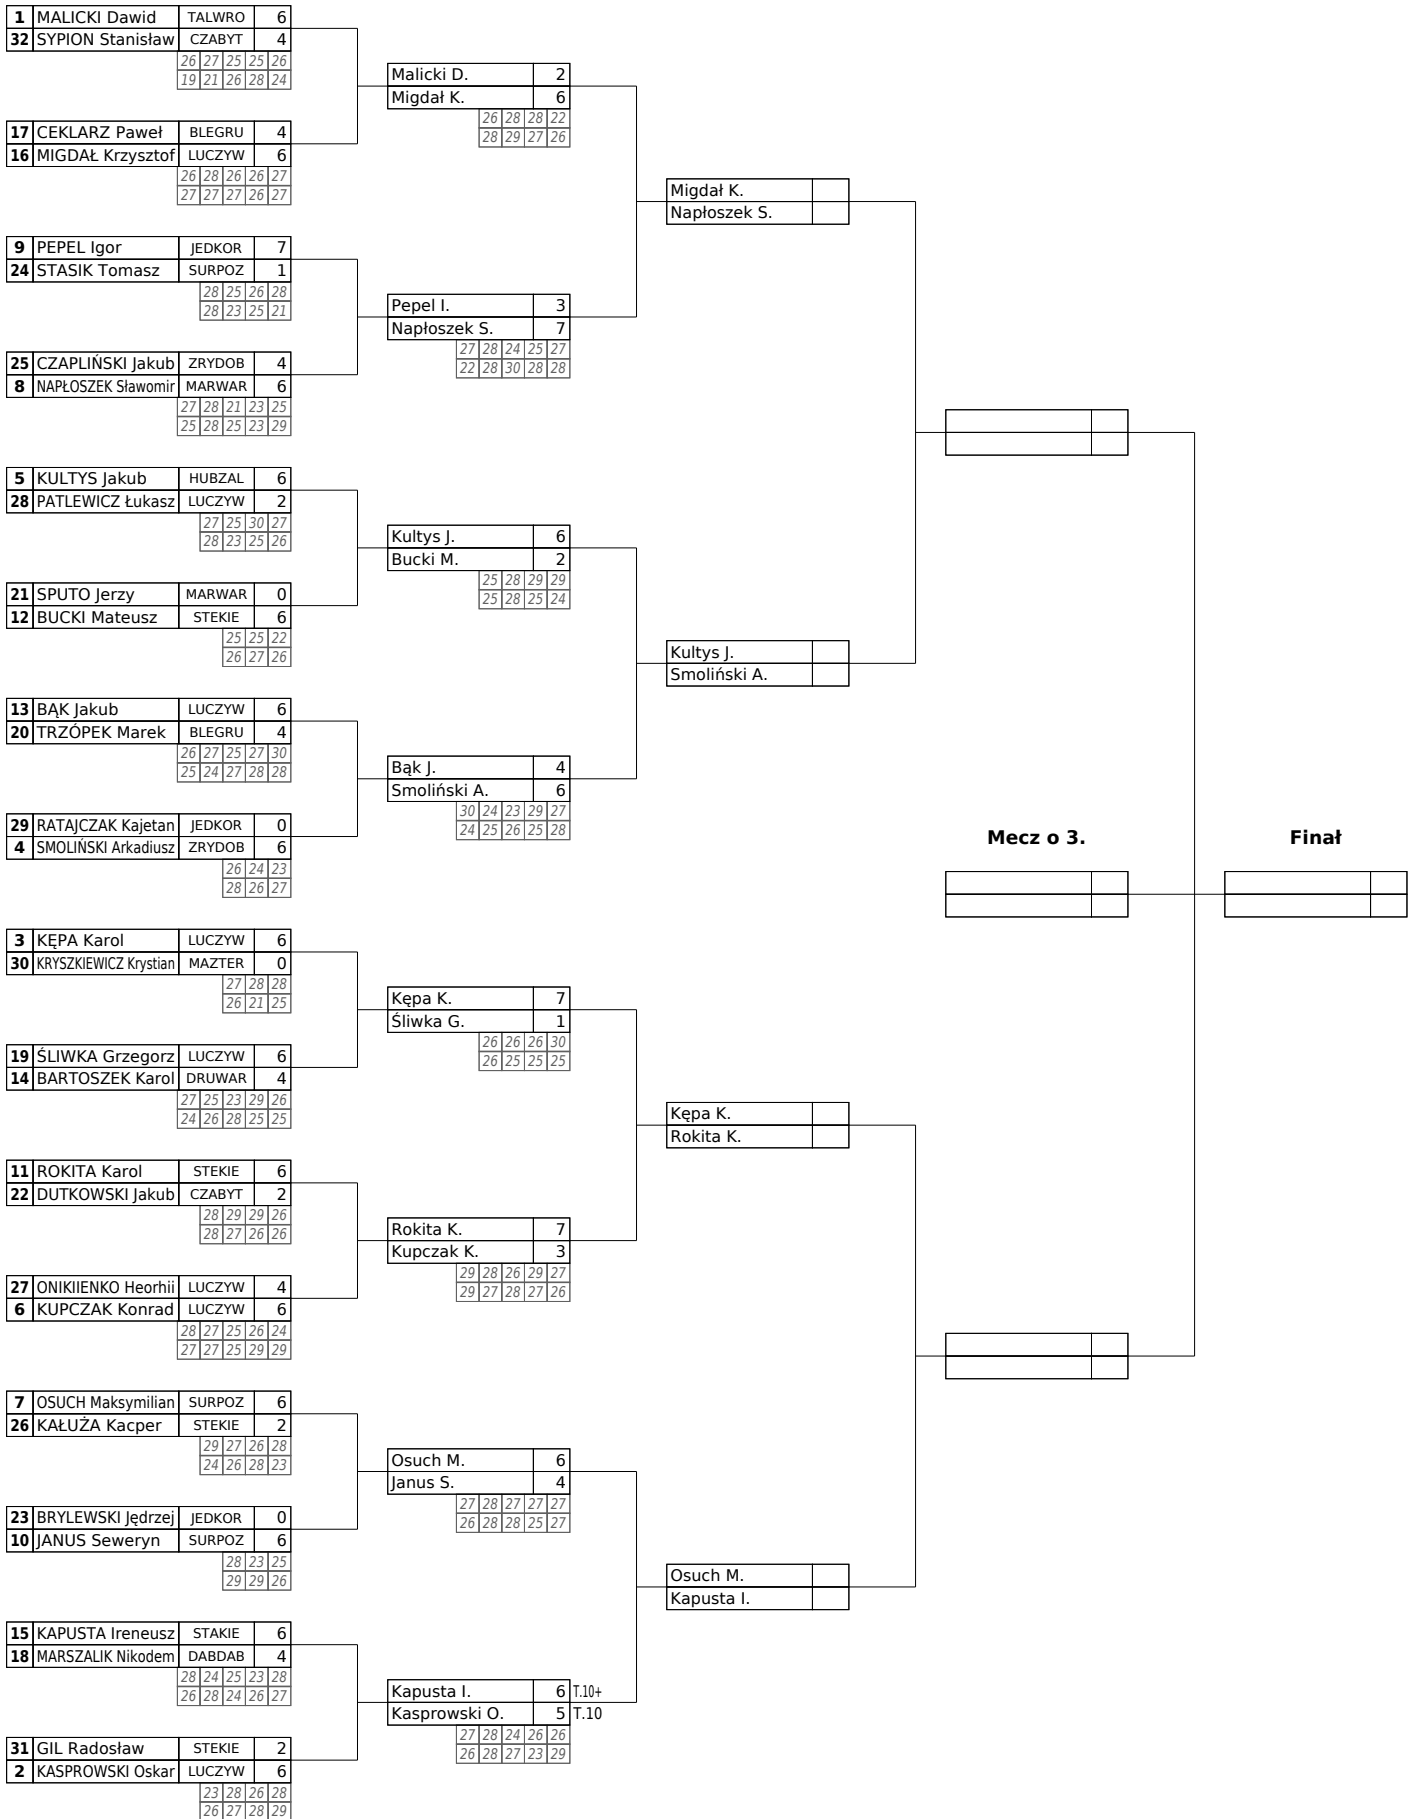 1 MALICKI Dawid TALWRO 6
32 SYPION Stanisław CZABYT 4
26 27 25 25 26
19 21 26 28 24
17 CEKLARZ Paweł BLEGRU 4
16 MIGDAŁ Krzysztof LUCZYW 6
26 28 26 26 27
27 27 27 26 27
9 PEPEL Igor JEDKOR 7
24 STASIK Tomasz SURPOZ 1
28 25 26 28
28 23 25 21
25 CZAPLIŃSKI Jakub ZRYDOB 4
8 NAPŁOSZEK Sławomir MARWAR 6
27 28 21 23 25
25 28 25 23 29
5 KULTYS Jakub HUBZAL 6
28 PATLEWICZ Łukasz LUCZYW 2
27 25 30 27
28 23 25 26
21 SPUTO Jerzy MARWAR 0
12 BUCKI Mateusz STEKIE 6
25 25 22
26 27 26
13 BĄK Jakub LUCZYW 6
20 TRZÓPEK Marek BLEGRU 4
26 27 25 27 30
25 24 27 28 28
29 RATAJCZAK Kajetan JEDKOR 0
4 SMOLIŃSKI Arkadiusz ZRYDOB 6
26 24 23
28 26 27
3 KĘPA Karol LUCZYW 6
30 KRYSZKIEWICZ Krystian MAZTER 0
27 28 28
26 21 25
19 ŚLIWKA Grzegorz LUCZYW 6
14 BARTOSZEK Karol DRUWAR 4
27 25 23 29 26
24 26 28 25 25
11 ROKITA Karol STEKIE 6
22 DUTKOWSKI Jakub CZABYT 2
28 29 29 26
28 27 26 26
27 ONIKIIENKO Heorhii LUCZYW 4
6 KUPCZAK Konrad LUCZYW 6
28 27 25 26 24
27 27 25 29 29
7 OSUCH Maksymilian SURPOZ 6
26 KAŁUŻA Kacper STEKIE 2
29 27 26 28
24 26 28 23
23 BRYLEWSKI Jędrzej JEDKOR 0
10 JANUS Seweryn SURPOZ 6
28 23 25
29 29 26
15 KAPUSTA Ireneusz STAKIE 6
18 MARSZALIK Nikodem DABDAB 4
28 24 25 23 28
26 28 24 26 27
31 GIL Radosław STEKIE 2
2 KASPROWSKI Oskar LUCZYW 6
23 28 26 28
26 27 28 29
Malicki D. 2
Migdał K. 6
26 28 28 22
28 29 27 26
Pepel I. 3
Napłoszek S. 7
27 28 24 25 27
22 28 30 28 28
Kultys J. 6
Bucki M. 2
25 28 29 29
25 28 25 24
Bąk J. 4
Smoliński A. 6
30 24 23 29 27
24 25 26 25 28
Kępa K. 7
Śliwka G. 1
26 26 26 30
26 25 25 25
Rokita K. 7
Kupczak K. 3
29 28 26 29 27
29 27 28 27 26
Osuch M. 6
Janus S. 4
27 28 27 27 27
26 28 28 25 27
Kapusta I. 6 T.10+
Kasprowski O. 5 T.10
27 28 24 26 26
26 28 27 23 29
Migdał K.
Napłoszek S.
Kultys J.
Smoliński A.
Kępa K.
Rokita K.
Osuch M.
Kapusta I.
Mecz o 3.
Finał